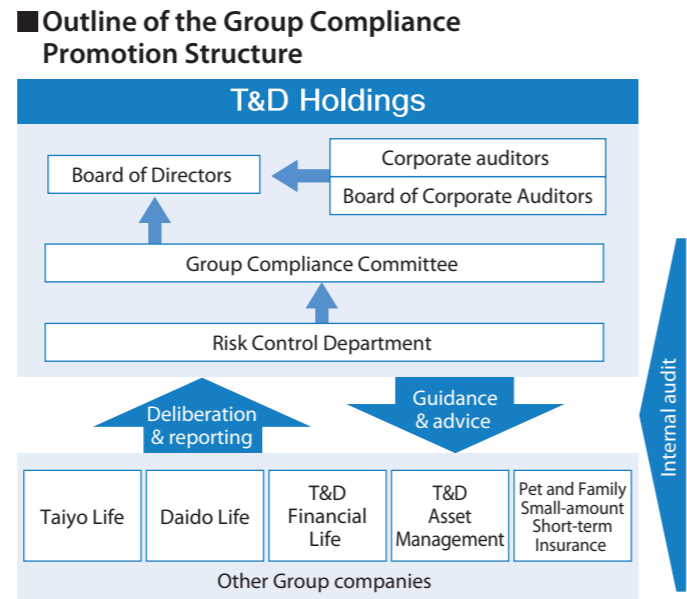 Outline of the Group Compliance
Promotion Structure
T&D Holdings
Board of Directors
Corporate auditors
Board of Corporate Auditors
Group Compliance Committee
Risk Control Department
Deliberation
& reporting
Guidance
& advice
Internal audit
Taiyo Life
Daido Life
T&D
Financial
Life
T&D
Asset
Management
Pet and Family
Small-amount
Short-term
Insurance
Other Group companies